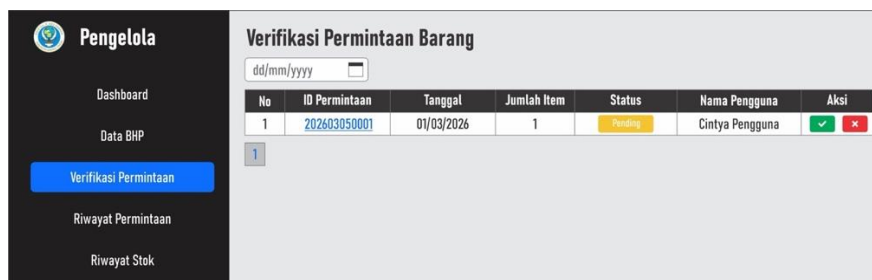 Pengelola
Dashboard
Data BHP
Verifikasi Permintaan
Riwayat Permintaan
Riwayat Stok
Verifikasi Permintaan Barang
dd/mm/yyyy
No ID Permintaan Tanggal Jumlah Item Status Nama Pengguna Aksi
1 202603050001 01/03/2026 1 Pending Cintya Pengguna
1